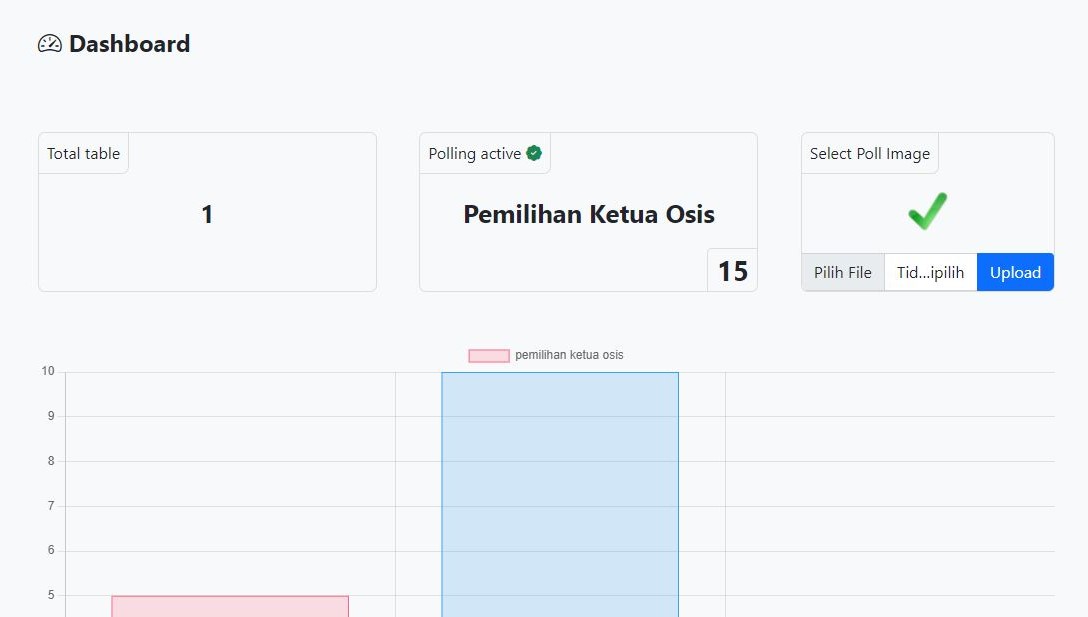 Dashboard
Total table
Polling active
Select Poll Image
1
Pemilihan Ketua Osis
15
Pilih File
Tid...ipilih
Upload
pemilihan ketua osis
10
9
8
7
6
5